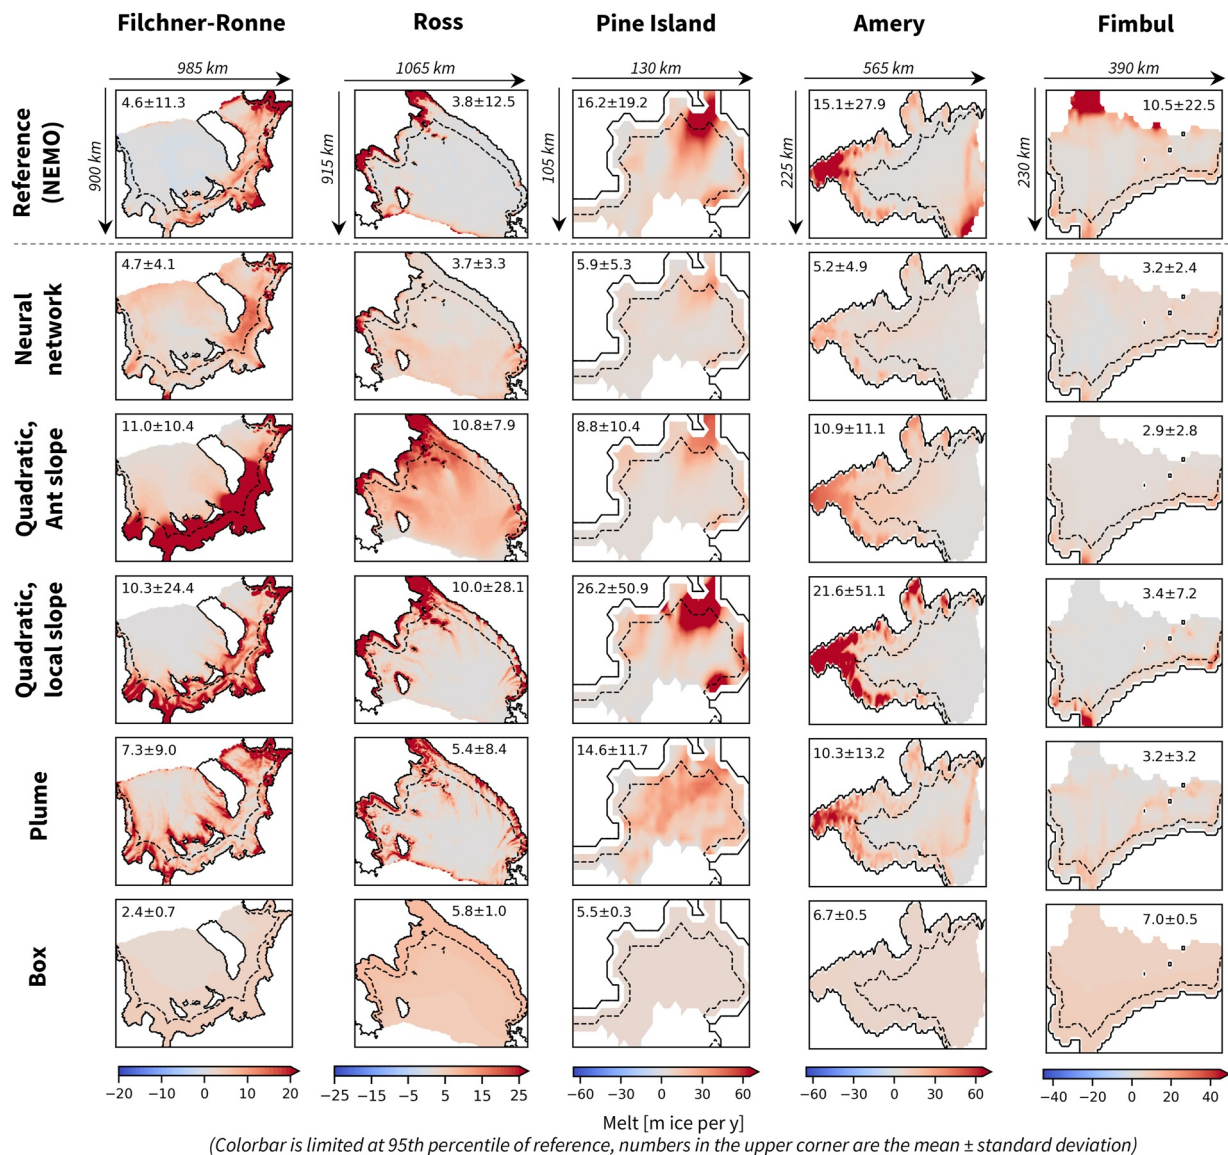 Filchner-Ronne Ross Pine Island Amery Fimbul
985 km 1065 km 130 km 565 km 390 km
Reference
(NEMO)
900 km 915 km 105 km 225 km 230 km
4.6±11.3 3.8±12.5 16.2±19.2 15.1±27.9 10.5±22.5
Neural
network
4.7±4.1 3.7±3.3 5.9±5.3 5.2±4.9 3.2±2.4
Quadratic,
Ant slope
11.0±10.4 10.8±7.9 8.8±10.4 10.9±11.1 2.9±2.8
Quadratic,
local slope
10.3±24.4 10.0±28.1 26.2±50.9 21.6±51.1 3.4±7.2
Plume
7.3±9.0 5.4±8.4 14.6±11.7 10.3±13.2 3.2±3.2
Box
2.4±0.7 5.8±1.0 5.5±0.3 6.7±0.5 7.0±0.5
−20 −10 0 10 20 −25 −15 −5 5 15 25 −60 −30 0 30 60 −60 −30 0 30 60 −40 −20 0 20 40
Melt [m ice per y]
(Colorbar is limited at 95th percentile of reference, numbers in the upper corner are the mean ± standard deviation)